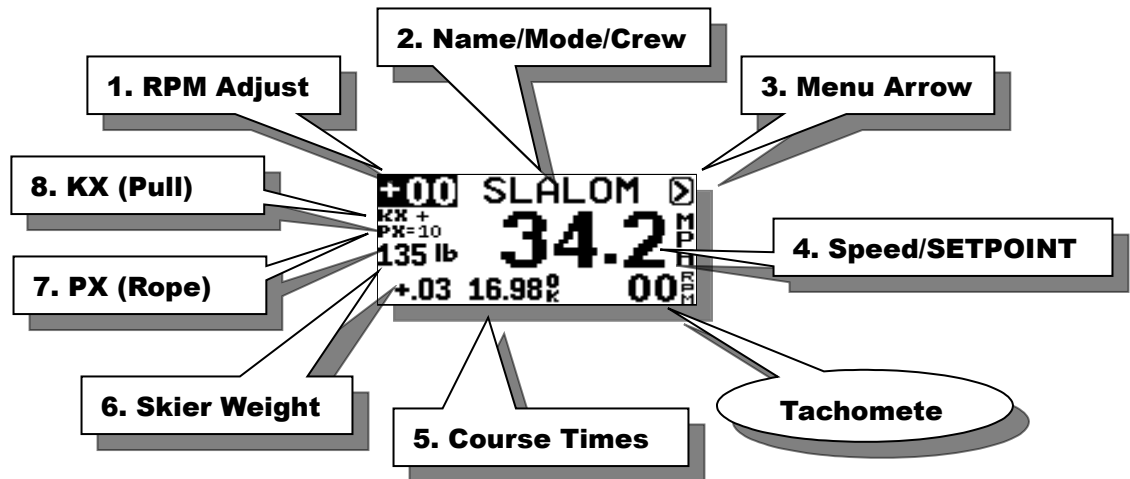 2. Name/Mode/Crew
1. RPM Adjust
3. Menu Arrow
8. KX (Pull)
+00 SLALOM >
KX +
PX=10
34.2 MPH
135 lb
+.03 16.98 OK 00 RPM
4. Speed/SETPOINT
7. PX (Rope)
6. Skier Weight
5. Course Times
Tachomete